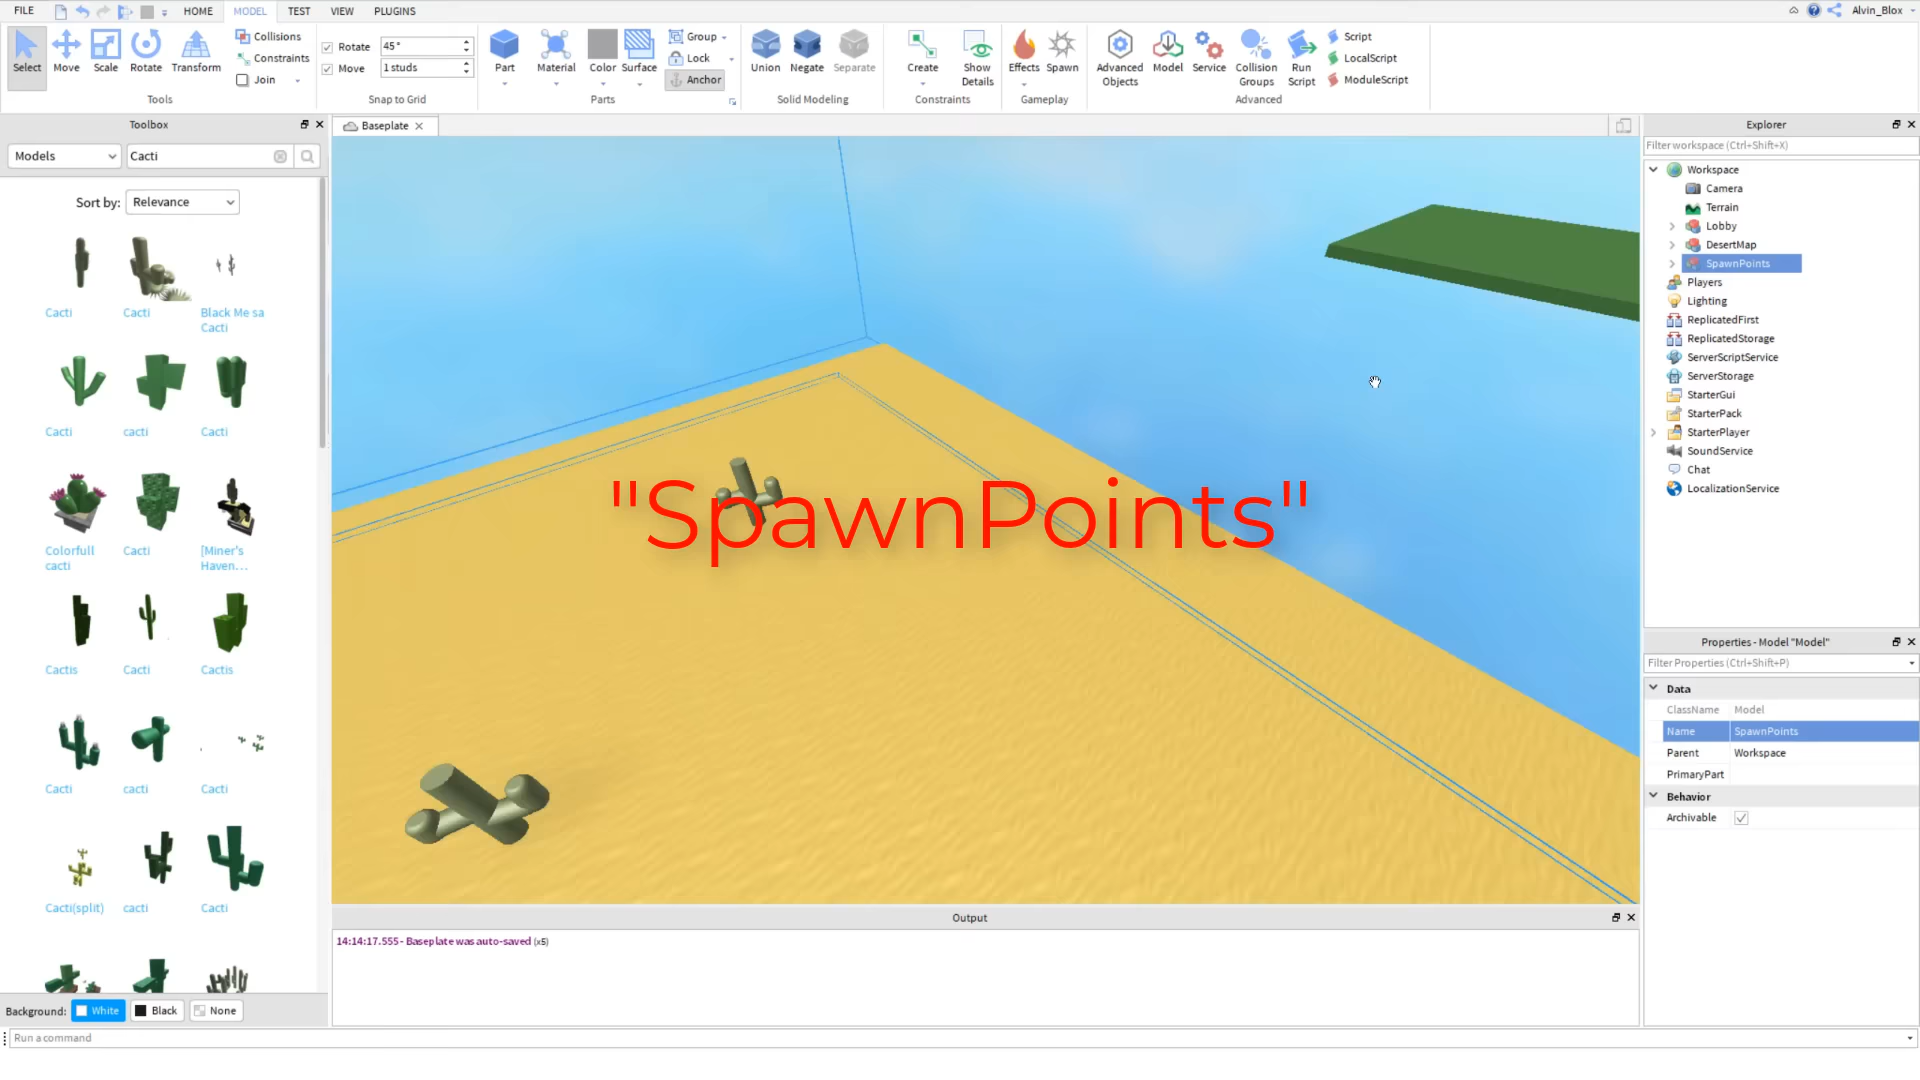 FILE
HOME
MODEL
TEST
VIEW
PLUGINS
Alvin_Blox
Select
Move
Scale
Rotate
Transform
Collisions
Constraints
Join
Tools
Rotate
45 °
Move
1 studs
Snap to Grid
Part
Material
Color
Surface
Group
Lock
Anchor
Parts
Union
Negate
Separate
Solid Modeling
Create
Show
Details
Constraints
Effects
Spawn
Gameplay
Advanced
Objects
Model
Service
Collision
Groups
Run
Script
Script
LocalScript
ModuleScript
Advanced
Toolbox
Models
Cacti
Sort by:
Relevance
Cacti
Cacti
Black Me sa
Cacti
Cacti
cacti
Cacti
Colorfull
cacti
Cacti
[Miner's
Haven...
Cactis
Cacti
Cactis
Cacti
cacti
Cacti
Cacti(split)
cacti
Cacti
Background:
White
Black
None
Run a command
Baseplate
"SpawnPoints"
Output
14:14:17.555 - Baseplate was auto-saved (x5)
Explorer
Filter workspace (Ctrl+Shift+X)
Workspace
Camera
Terrain
Lobby
DesertMap
SpawnPoints
Players
Lighting
ReplicatedFirst
ReplicatedStorage
ServerScriptService
ServerStorage
StarterGui
StarterPack
StarterPlayer
SoundService
Chat
LocalizationService
Properties - Model "Model"
Filter Properties (Ctrl+Shift+P)
Data
ClassName Model
Name SpawnPoints
Parent Workspace
PrimaryPart
Behavior
Archivable